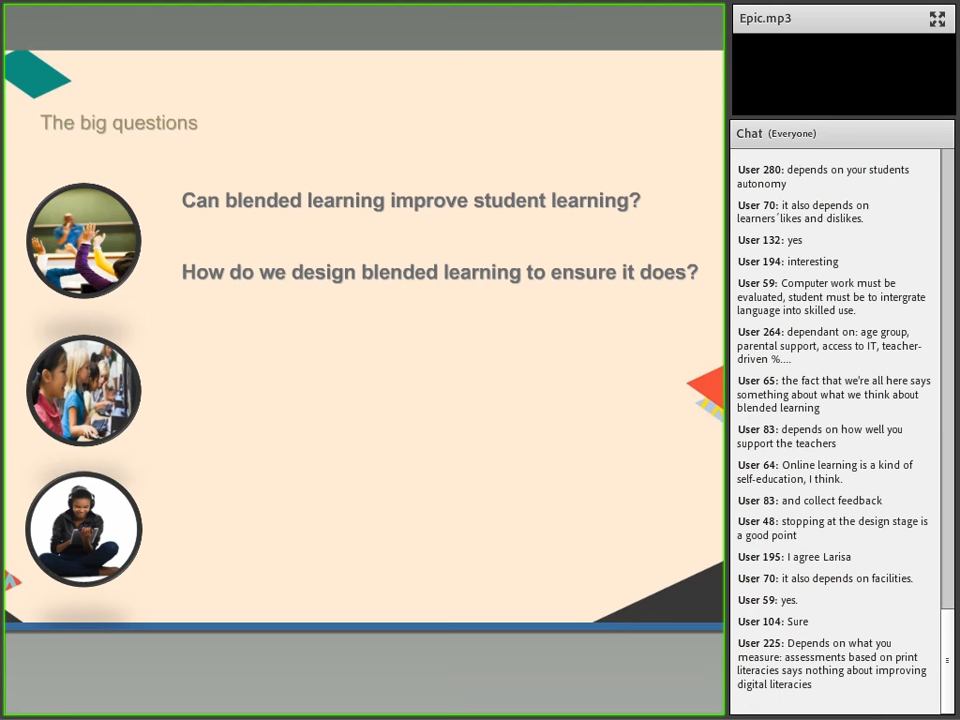 The big questions
Can blended learning improve student learning?
How do we design blended learning to ensure it does?
Epic.mp3
Chat (Everyone)
User 280: depends on your students
autonomy
User 70: it also depends on
learners´likes and dislikes.
User 132: yes
User 194: interesting
User 59: Computer work must be
evaluated, student must be to intergrate
language into skilled use.
User 264: dependant on: age group,
parental support, access to IT, teacher-
driven %....
User 65: the fact that we're all here says
something about what we think about
blended learning
User 83: depends on how well you
support the teachers
User 64: Online learning is a kind of
self-education, I think.
User 83: and collect feedback
User 48: stopping at the design stage is
a good point
User 195: I agree Larisa
User 70: it also depends on facilities.
User 59: yes.
User 104: Sure
User 225: Depends on what you
measure: assessments based on print
literacies says nothing about improving
digital literacies